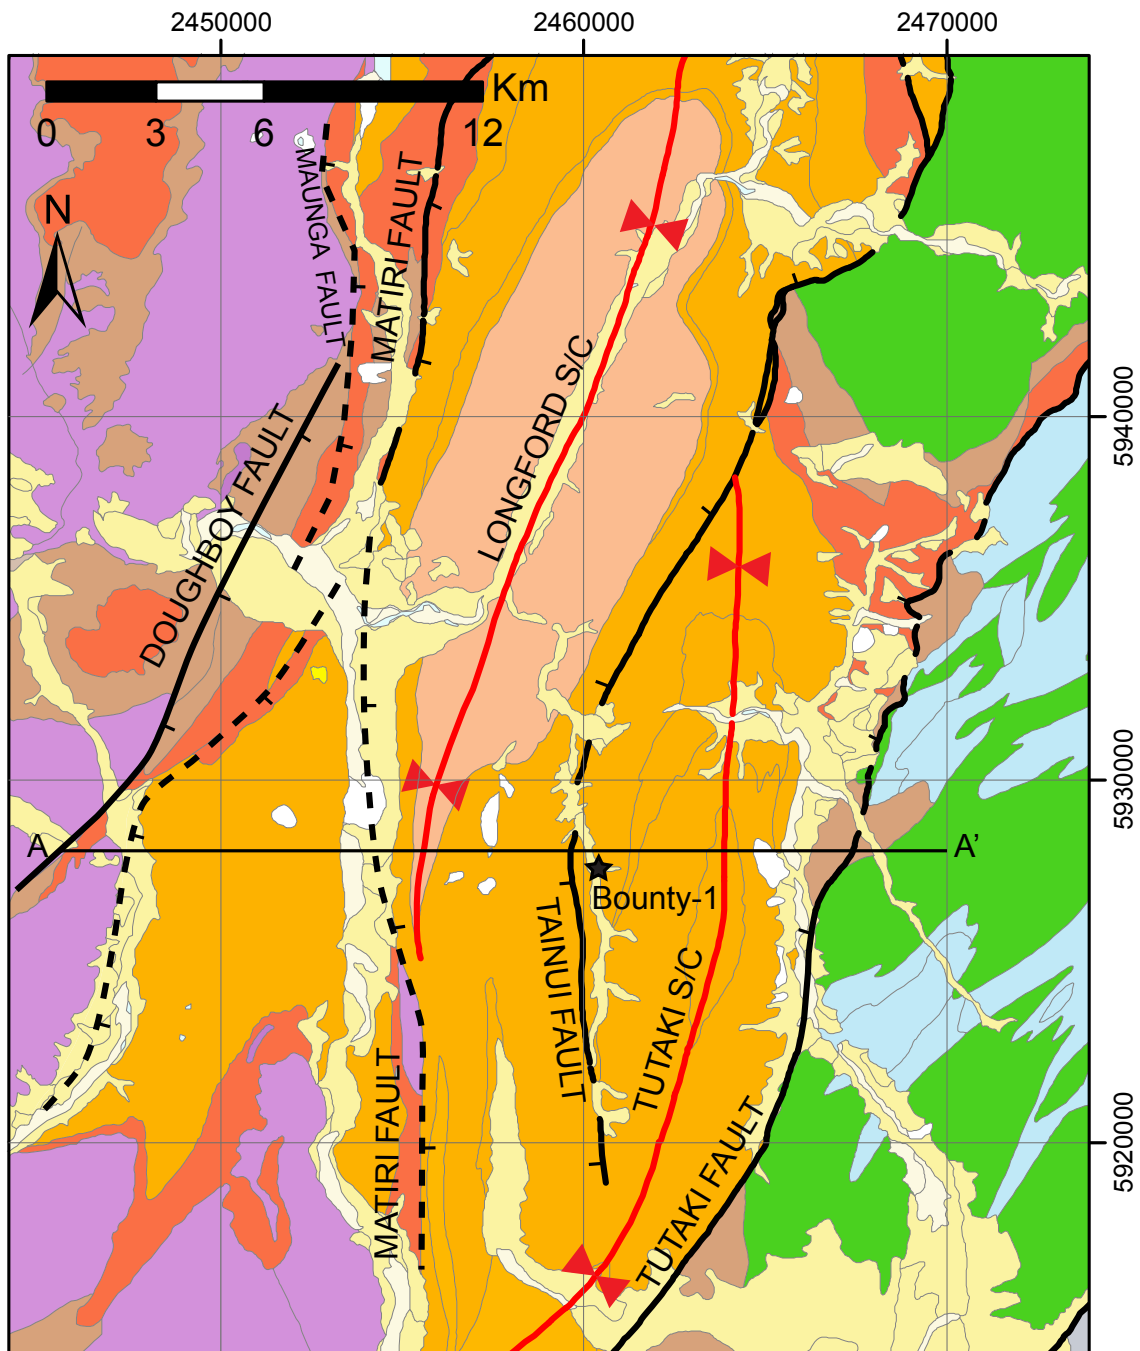 2450000 2460000 2470000
Km
0 3 6 12
N
MAUNGA FAULT
MATIRI FAULT
LONGFORD S/C
5940000
DOUGHBOY FAULT
5930000
A A'
Bounty-1
TAINUI FAULT
TUTAKI S/C
MATIRI FAULT
TUTAKI FAULT
5920000